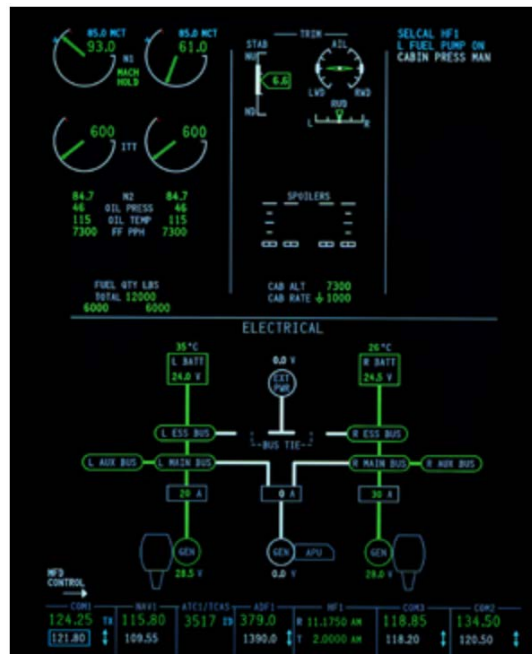 85.0 MCT 85.0 MCT
93.0 N1 61.0
MACH
HOLD
600 ITT 600
84.7 N2 84.7
46 OIL PRESS 46
115 OIL TEMP 115
7300 FF PPH 7300
FUEL QTY LBS
TOTAL 12000
6000 6000
TRIM
STAB AIL
NU
6.6
ND
LWD RWD
RUD
L R
SPOILERS
CAB ALT 7300
CAB RATE 1000
SELCAL HF1
L FUEL PUMP ON
CABIN PRESS MAN
ELECTRICAL
35°C 26°C
L BATT 0.0 V R BATT
24.0 V EXT PWR 24.5 V
L ESS BUS BUS TIE R ESS BUS
L AUX BUS L MAIN BUS R MAIN BUS R AUX BUS
20 A 0 A 30 A
GEN GEN APU GEN
28.5 V 0.0 V 28.0 V
MFD
CONTROL
COM1 NAV1 ATC1/TCAS ADF1 HF1 COM3 COM2
124.25 TX 115.80 3517 ID 379.0 R 11.1750 AM 118.85 134.50
121.80 109.55 1390.0 T 2.0000 AM 118.20 120.50